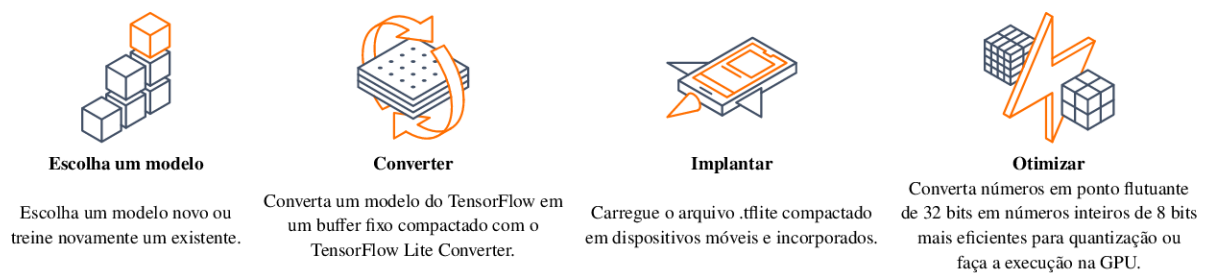 Escolha um modelo
Escolha um modelo novo ou
treine novamente um existente.
Converter
Converta um modelo do TensorFlow em
um buffer fixo compactado com o
TensorFlow Lite Converter.
Implantar
Carregue o arquivo .tflite compactado
em dispositivos móveis e incorporados.
Otimizar
Converta números em ponto flutuante
de 32 bits em números inteiros de 8 bits
mais eficientes para quantização ou
faça a execução na GPU.